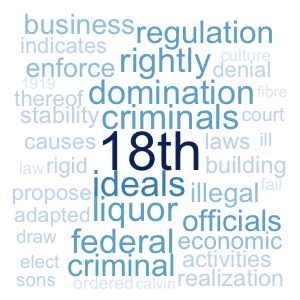 business regulation
indicates rightly culture
enforce denial
1919 domination fibre
thereof
stability criminals court
causes 18th laws ill
law rigid building
propose ideals illegal fail
adapted liquor officials
draw federal economic
elect criminal activities
sons ordered calvin realization